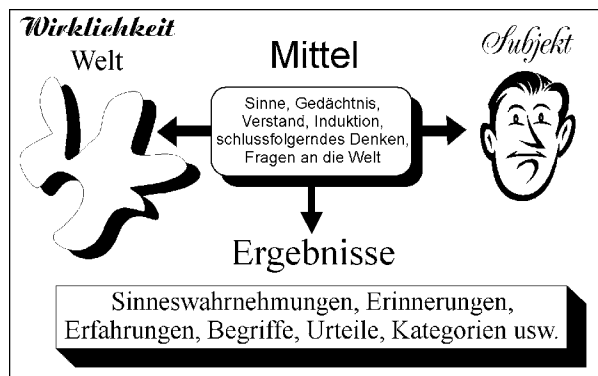 Wirklichkeit
Welt
Mittel
Subjekt
Sinne, Gedächtnis,
Verstand, Induktion,
schlussfolgerndes Denken,
Fragen an die Welt
Ergebnisse
Sinneswahrnehmungen, Erinnerungen,
Erfahrungen, Begriffe, Urteile, Kategorien usw.